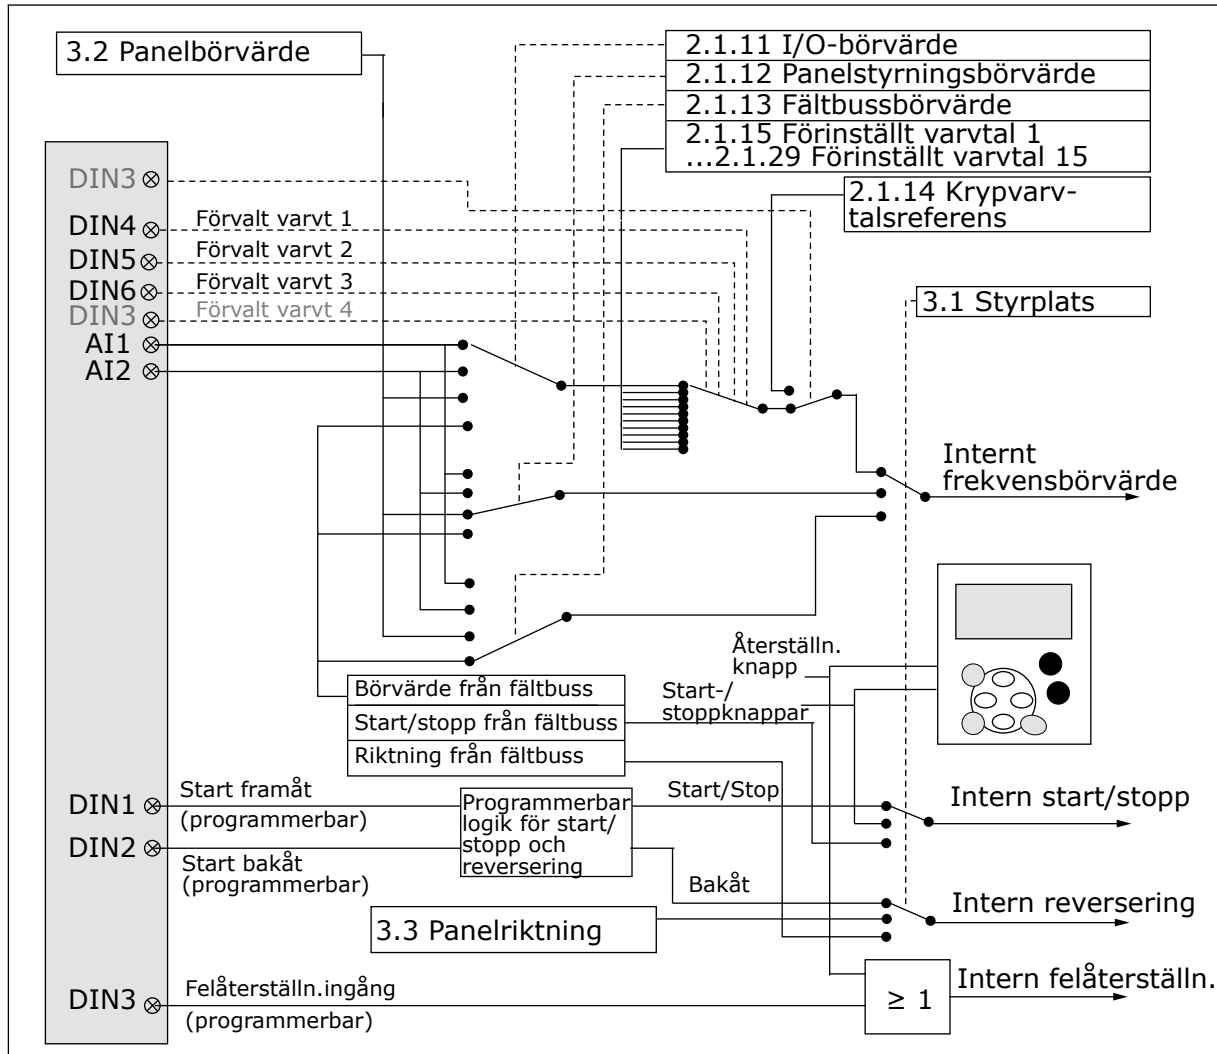 3.2 Panelbörvärde
2.1.11 I/O-börvärde
2.1.12 Panelstyrningsbörvärde
2.1.13 Fältbussbörvärde
2.1.15 Förinställt varvtal 1
...2.1.29 Förinställt varvtal 15
2.1.14 Krypvarv-
talsreferens
3.1 Styrplats
DIN3
DIN4
Förvalt varvt 1
DIN5
Förvalt varvt 2
DIN6
Förvalt varvt 3
DIN3
Förvalt varvt 4
AI1
AI2
Internt
frekvensbörvärde
Återställn.
knapp
Start-/
stoppknappar
Börvärde från fältbuss
Start/stopp från fältbuss
Riktning från fältbuss
DIN1
Start framåt
(programmerbar)
DIN2
Start bakåt
(programmerbar)
Programmerbar
logik för start/
stopp och
reversering
Start/Stop
Bakåt
Intern start/stopp
3.3 Panelriktning
Intern reversering
DIN3
Felåterställn.ingång
(programmerbar)
≥ 1
Intern felåterställn.